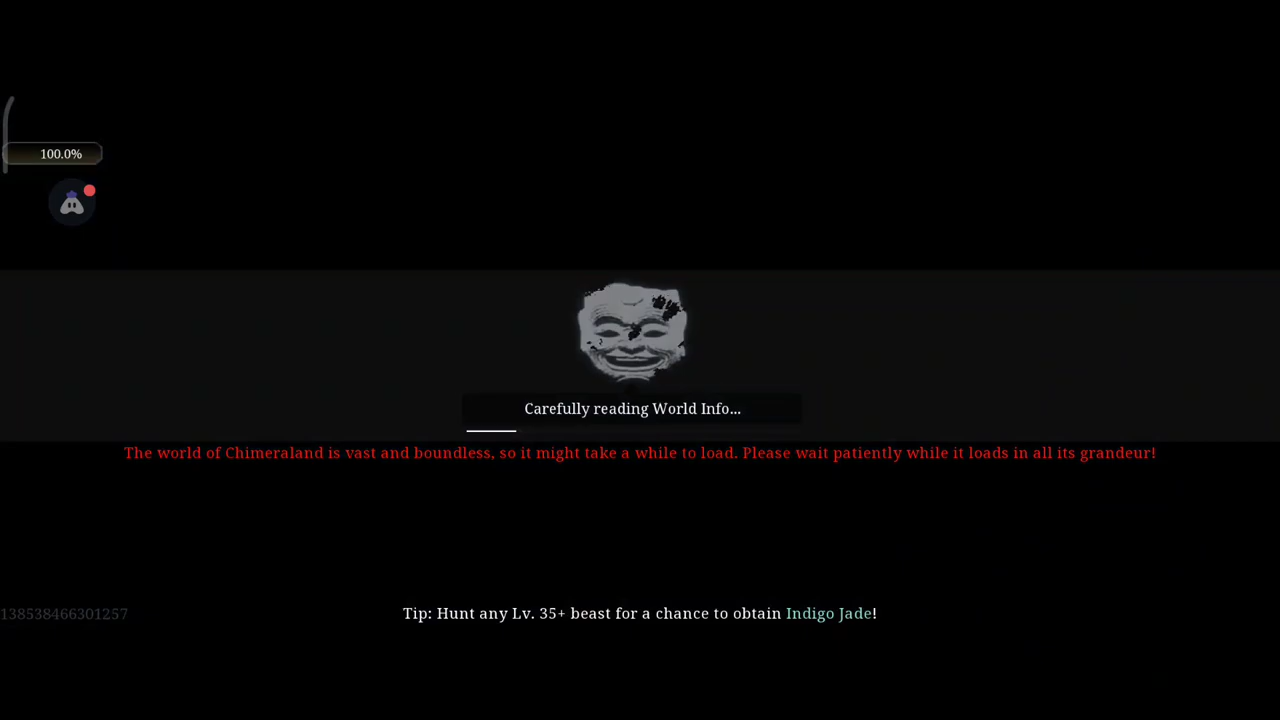 100.0%
Carefully reading World Info...
The world of Chimeraland is vast and boundless, so it might take a while to load. Please wait patiently while it loads in all its grandeur!
138538466301257
Tip: Hunt any Lv. 35+ beast for a chance to obtain Indigo Jade!